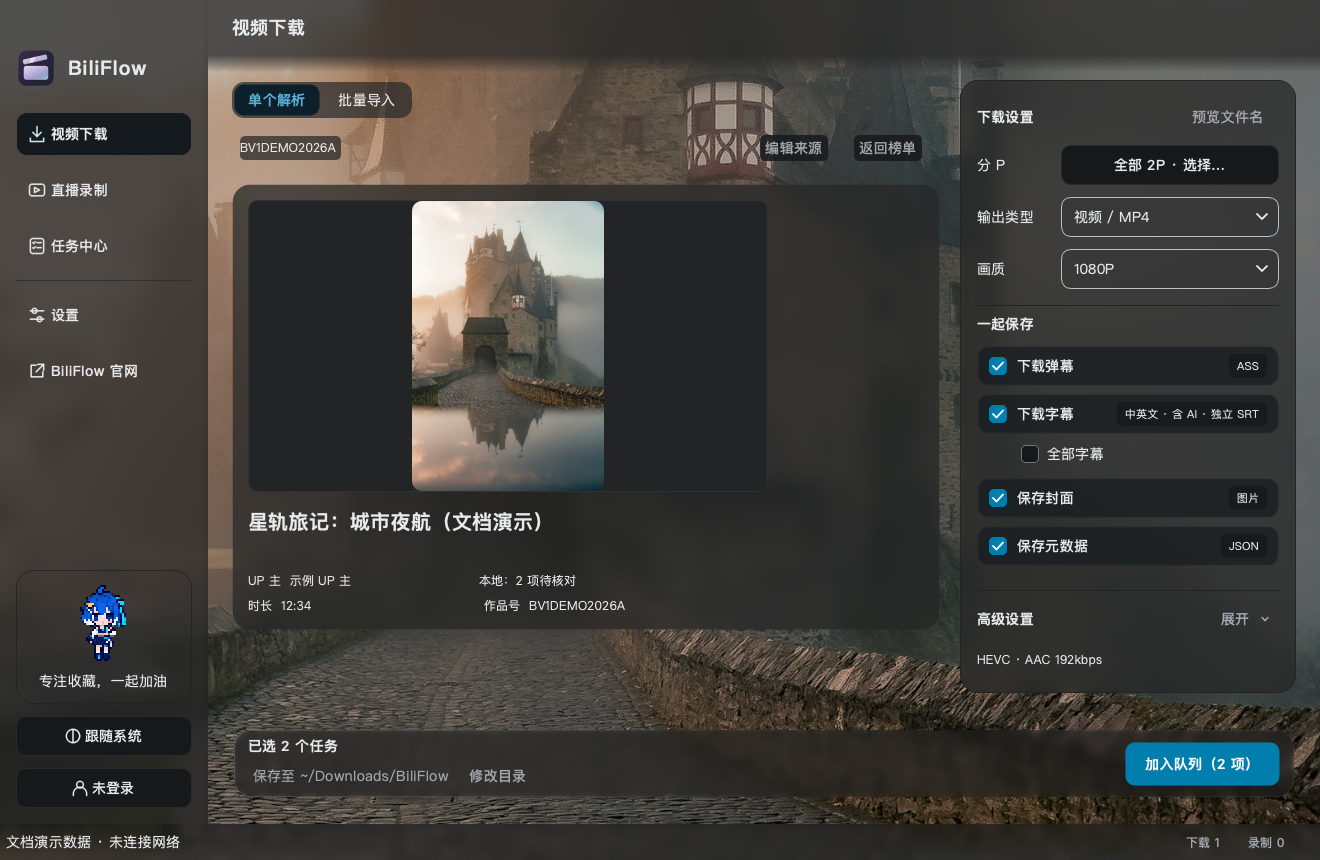 视频下载
BiliFlow
视频下载
直播录制
任务中心
设置
BiliFlow 官网
专注收藏，一起加油
跟随系统
未登录
单个解析 批量导入
BV1DEMO2026A 编辑来源 返回榜单
星轨旅记：城市夜航（文档演示）
UP 主 示例 UP 主 本地：2 项待核对
时长 12:34 作品号 BV1DEMO2026A
下载设置 预览文件名
分 P 全部 2P · 选择...
输出类型 视频 / MP4
画质 1080P
一起保存
下载弹幕 ASS
下载字幕 中英文 · 含 AI · 独立 SRT
全部字幕
保存封面 图片
保存元数据 JSON
高级设置 展开
HEVC · AAC 192kbps
已选 2 个任务
保存至 ~/Downloads/BiliFlow 修改目录
加入队列（2 项）
文档演示数据 · 未连接网络 下载 1 录制 0